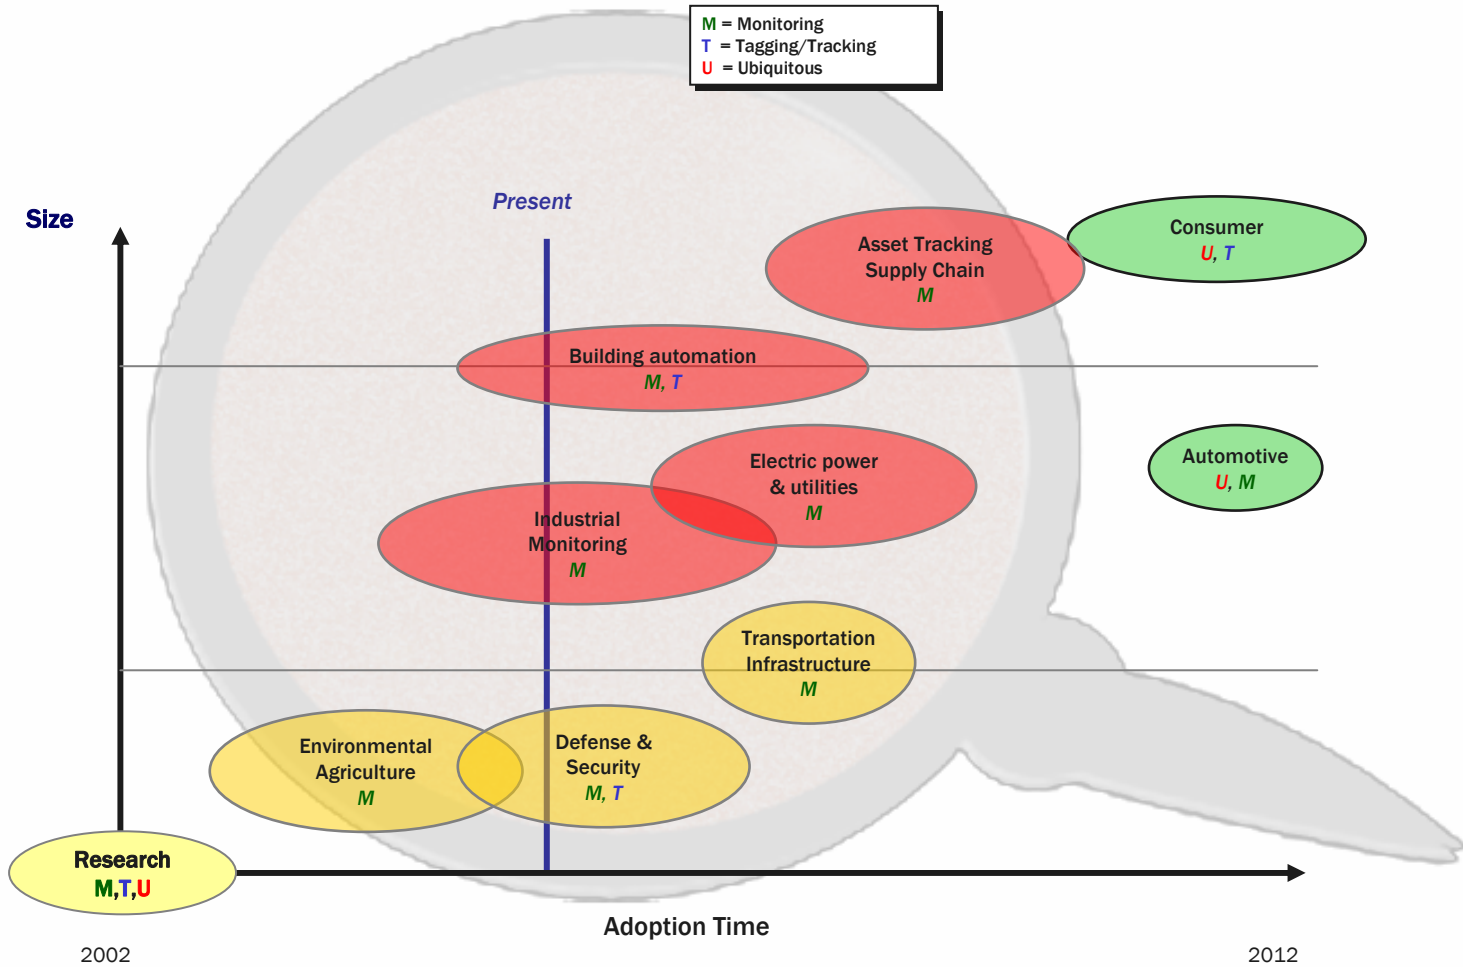 M = Monitoring
T = Tagging/Tracking
U = Ubiquitous
Present
Size
Asset Tracking
Supply Chain
M
Consumer
U, T
Building automation
M, T
Electric power
& utilities
M
Automotive
U, M
Industrial
Monitoring
M
Transportation
Infrastructure
M
Environmental
Agriculture
M
Defense &
Security
M, T
Research
M,T,U
Adoption Time
2002
2012